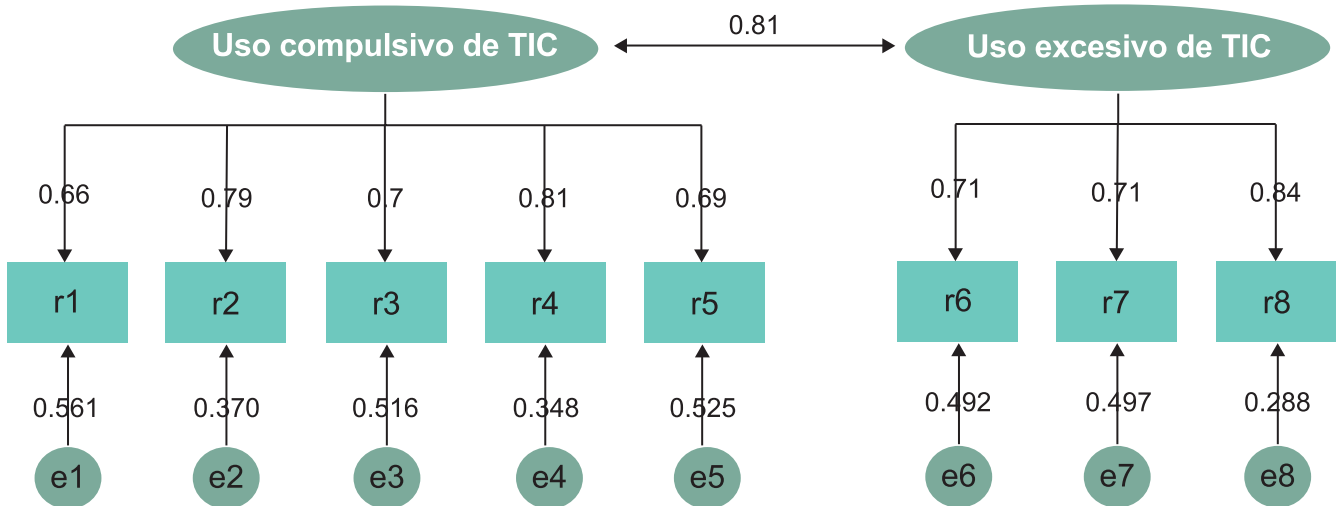 Uso compulsivo de TIC
0.81
Uso excesivo de TIC
0.66
0.79
0.7
0.81
0.69
0.71
0.71
0.84
r1
r2
r3
r4
r5
r6
r7
r8
0.561
0.370
0.516
0.348
0.525
0.492
0.497
0.288
e1
e2
e3
e4
e5
e6
e7
e8